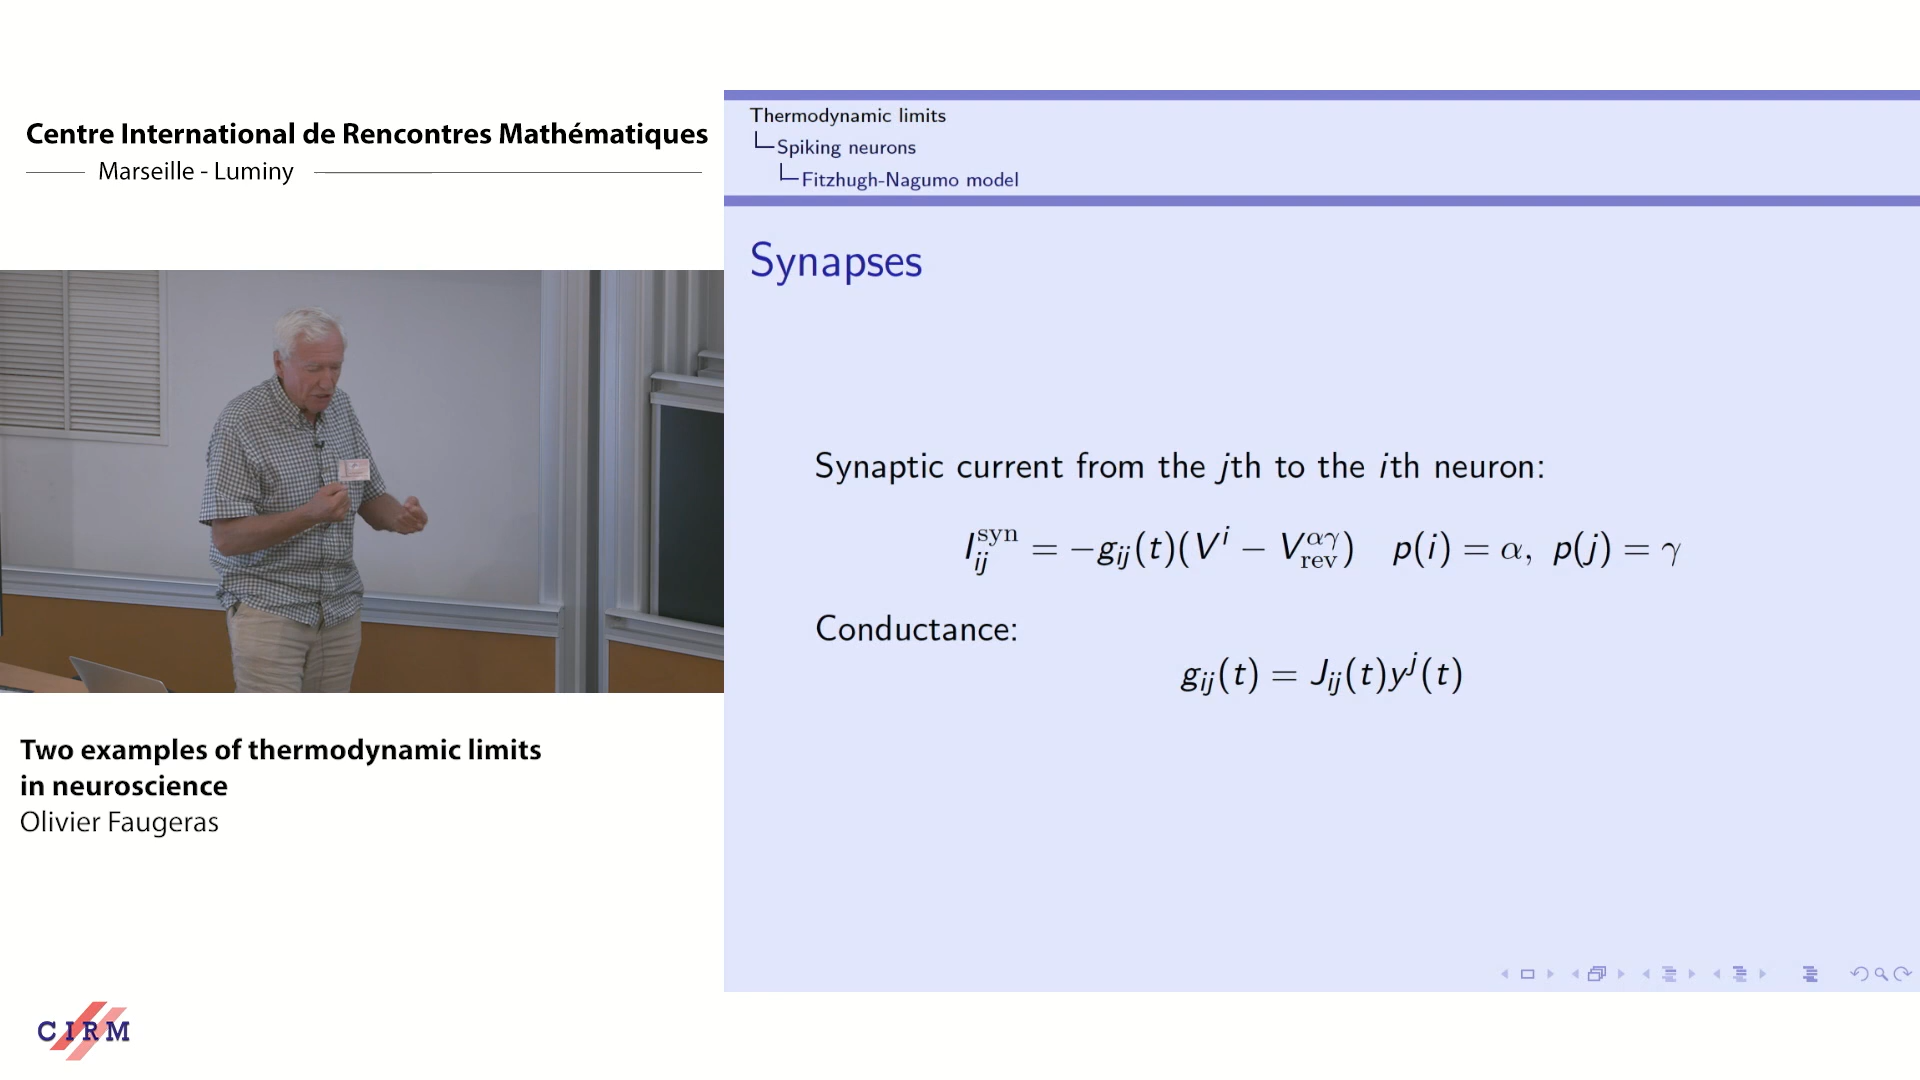 Centre International de Rencontres Mathématiques
Marseille - Luminy
Thermodynamic limits
Spiking neurons
Fitzhugh-Nagumo model
Synapses
Synaptic current from the jth to the ith neuron:
I_{ij}^{syn} = −g_{ij}(t)(V^i − V_{rev}^{αγ}) p(i) = α, p(j) = γ
Conductance:
g_{ij}(t) = J_{ij}(t)y^j(t)
Two examples of thermodynamic limits
in neuroscience
Olivier Faugeras
CIRM